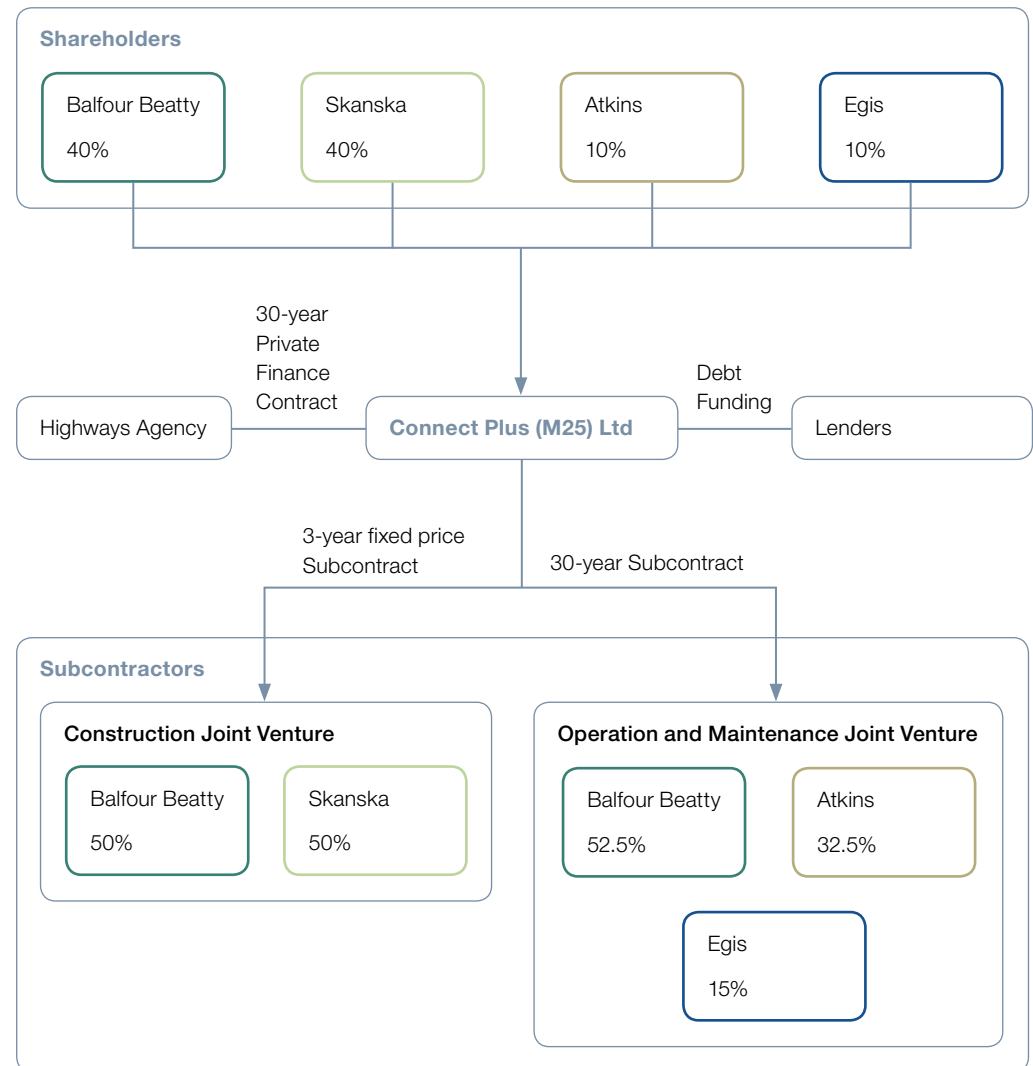 Shareholders
Balfour Beatty
40%
Skanska
40%
Atkins
10%
Egis
10%
30-year
Private
Finance
Contract
Debt
Funding
Highways Agency
Connect Plus (M25) Ltd
Lenders
3-year fixed price
Subcontract
30-year Subcontract
Subcontractors
Construction Joint Venture
Balfour Beatty
50%
Skanska
50%
Operation and Maintenance Joint Venture
Balfour Beatty
52.5%
Atkins
32.5%
Egis
15%